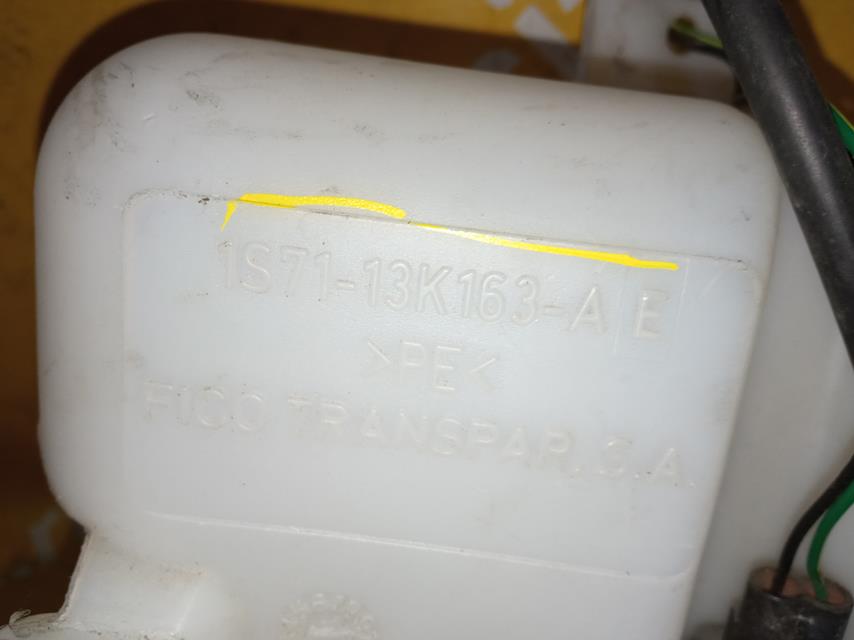 1S71-13K163-A E
>PE<
FICO TRANSPAR, S.A.